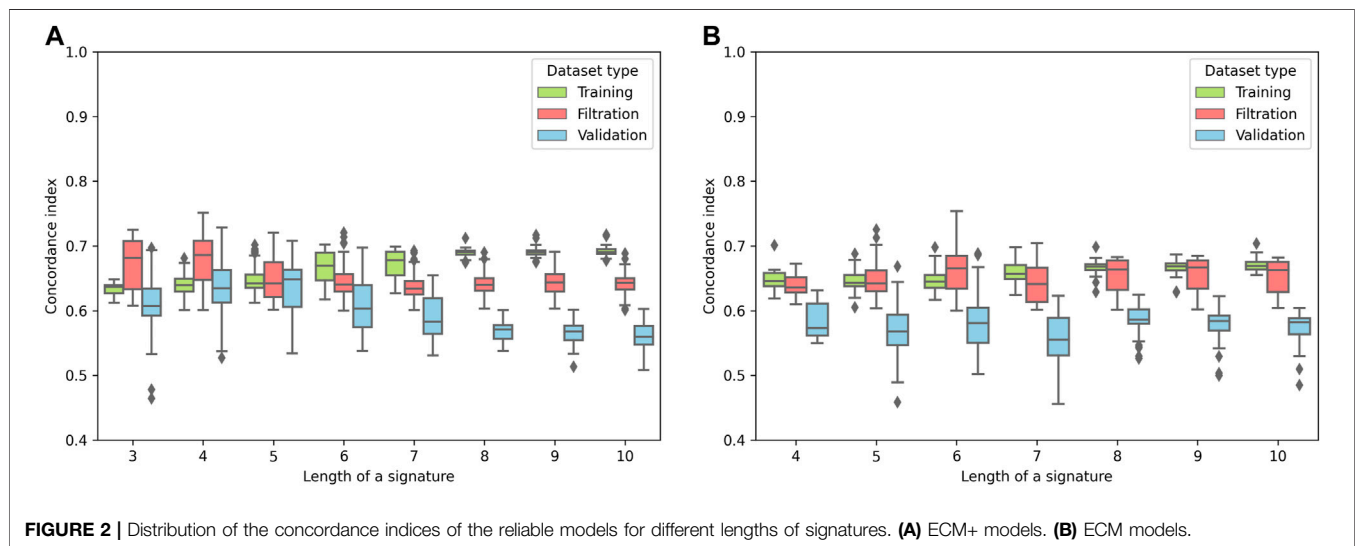 A
1.0
0.9
0.8
0.7
0.6
0.5
0.4
Concordance index
3 4 5 6 7 8 9 10
Length of a signature
Dataset type
Training
Filtration
Validation
B
1.0
0.9
0.8
0.7
0.6
0.5
0.4
Concordance index
4 5 6 7 8 9 10
Length of a signature
Dataset type
Training
Filtration
Validation
FIGURE 2 | Distribution of the concordance indices of the reliable models for different lengths of signatures. (A) ECM+ models. (B) ECM models.